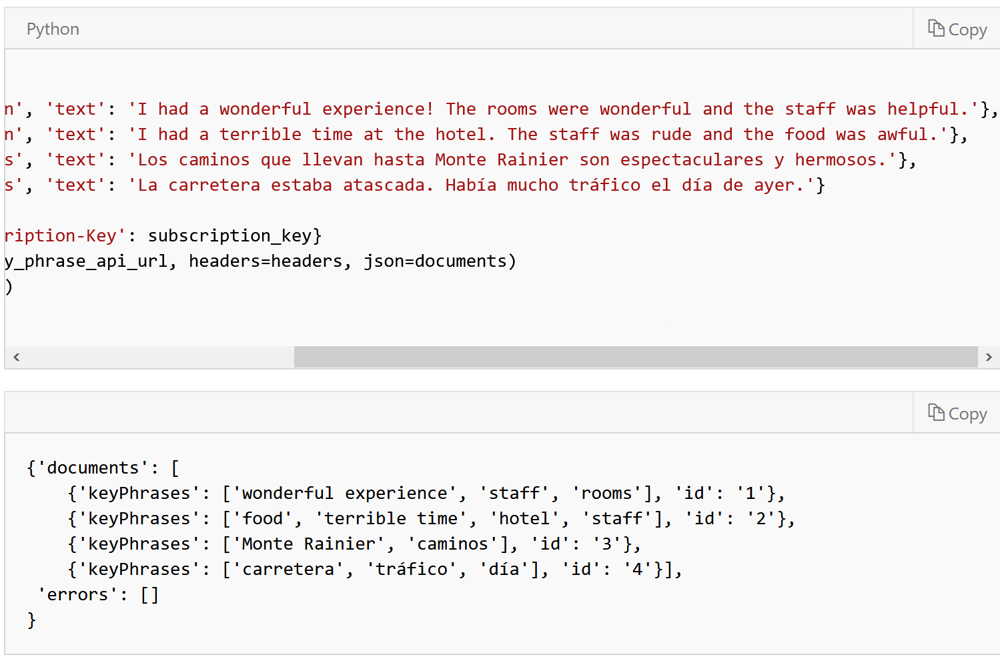 Python
Copy
n', 'text': 'I had a wonderful experience! The rooms were wonderful and the staff was helpful.'},
n', 'text': 'I had a terrible time at the hotel. The staff was rude and the food was awful.'},
s', 'text': 'Los caminos que llevan hasta Monte Rainier son espectaculares y hermosos.'},
s', 'text': 'La carretera estaba atascada. Había mucho tráfico el día de ayer.'}
ription-Key': subscription_key}
y_phrase_api_url, headers=headers, json=documents)
)
Copy
{'documents': [
    {'keyPhrases': ['wonderful experience', 'staff', 'rooms'], 'id': '1'},
    {'keyPhrases': ['food', 'terrible time', 'hotel', 'staff'], 'id': '2'},
    {'keyPhrases': ['Monte Rainier', 'caminos'], 'id': '3'},
    {'keyPhrases': ['carretera', 'tráfico', 'día'], 'id': '4'}],
 'errors': []
}